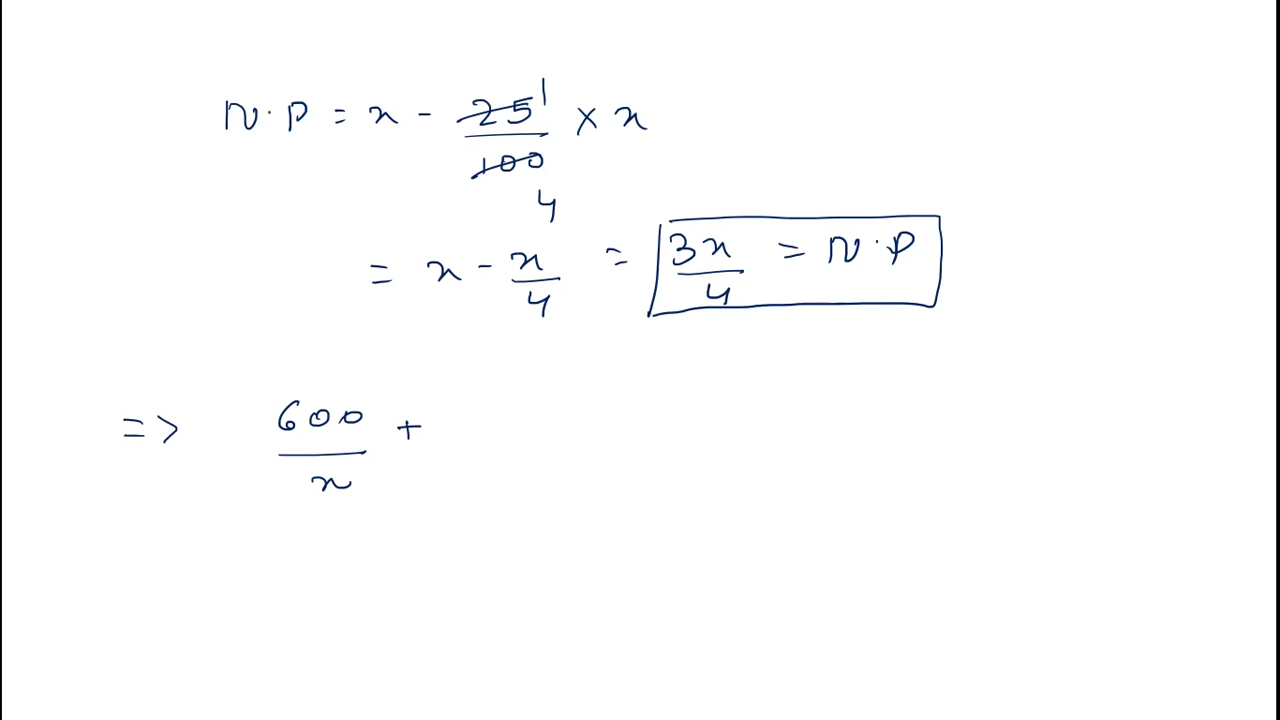 N.P = x - 25/100 × x 1 4
= x - x/4 = 3x/4 = N.P
=> 600/x +